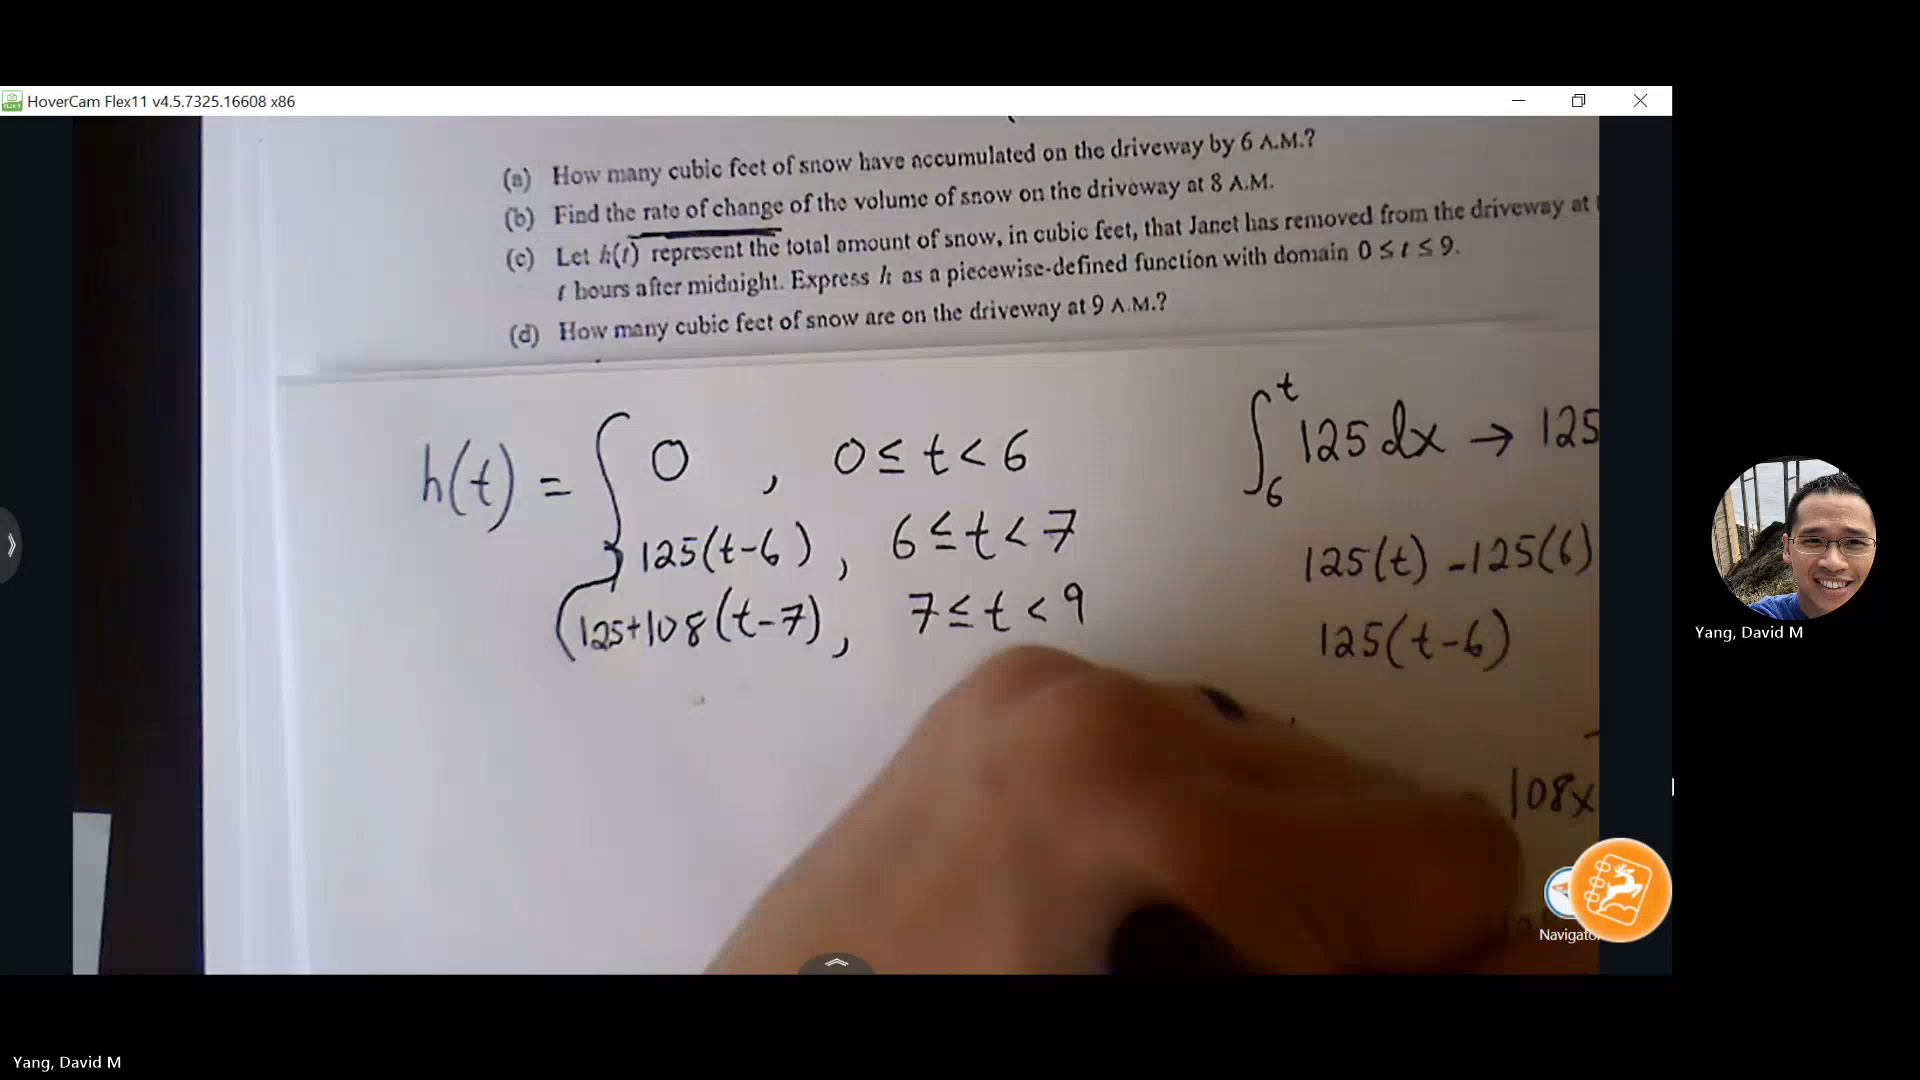 HoverCam Flex11 v4.5.7325.16608 x86
(a) How many cubic feet of snow have accumulated on the driveway by 6 A.M.?
(b) Find the rate of change of the volume of snow on the driveway at 8 A.M.
(c) Let h(t) represent the total amount of snow, in cubic feet, that Janet has removed from the driveway at
t hours after midnight. Express h as a piecewise-defined function with domain 0 ≤ t ≤ 9.
(d) How many cubic feet of snow are on the driveway at 9 A.M.?
h(t) = { 0 , 0 ≤ t < 6
125(t-6) , 6 ≤ t < 7
125+108(t-7) , 7 ≤ t < 9
∫₆ᵗ 125 dx → 125
125(t) - 125(6)
125(t-6)
108x
Navigato
Yang, David M
Yang, David M